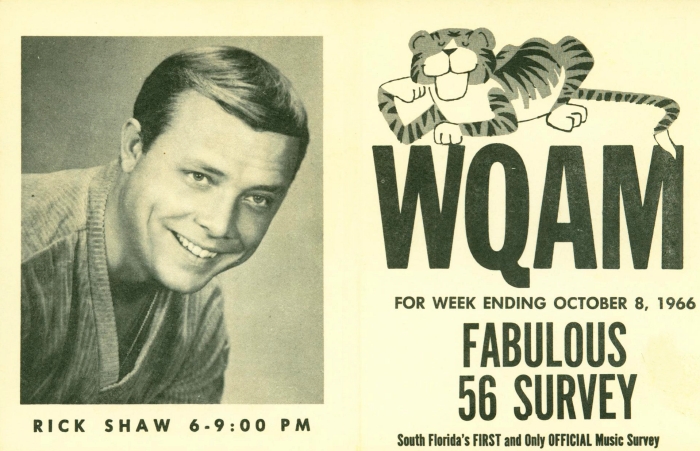 RICK SHAW 6-9:00 PM
WQAM
FOR WEEK ENDING OCTOBER 8, 1966
FABULOUS
56 SURVEY
South Florida's FIRST and Only OFFICIAL Music Survey